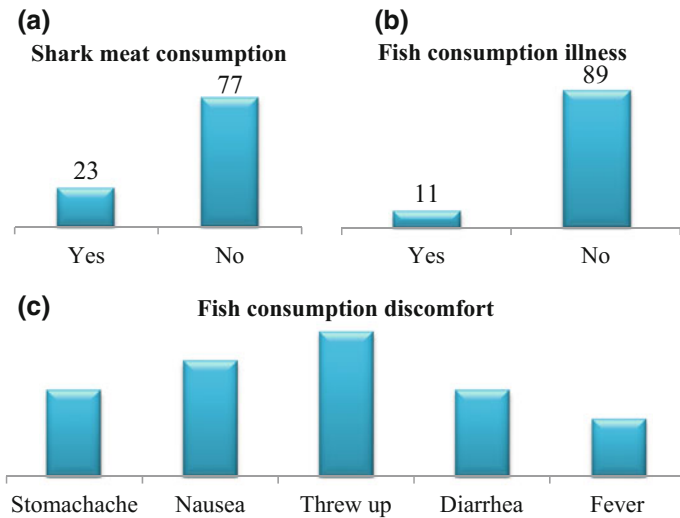 (a)
Shark meat consumption
77
23
Yes No
(b)
Fish consumption illness
89
11
Yes No
(c)
Fish consumption discomfort
Stomachache Nausea Threw up Diarrhea Fever